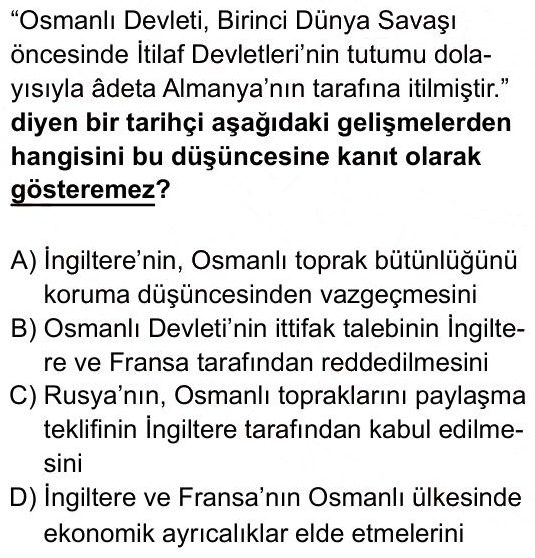 “Osmanlı Devleti, Birinci Dünya Savaşı
öncesinde İtilaf Devletleri’nin tutumu dola-
yısıyla âdeta Almanya’nın tarafına itilmiştir.”
diyen bir tarihçi aşağıdaki gelişmelerden
hangisini bu düşüncesine kanıt olarak
gösteremez?
A) İngiltere’nin, Osmanlı toprak bütünlüğünü
koruma düşüncesinden vazgeçmesini
B) Osmanlı Devleti’nin ittifak talebinin İngilte-
re ve Fransa tarafından reddedilmesini
C) Rusya’nın, Osmanlı topraklarını paylaşma
teklifinin İngiltere tarafından kabul edilme-
sini
D) İngiltere ve Fransa’nın Osmanlı ülkesinde
ekonomik ayrıcalıklar elde etmelerini